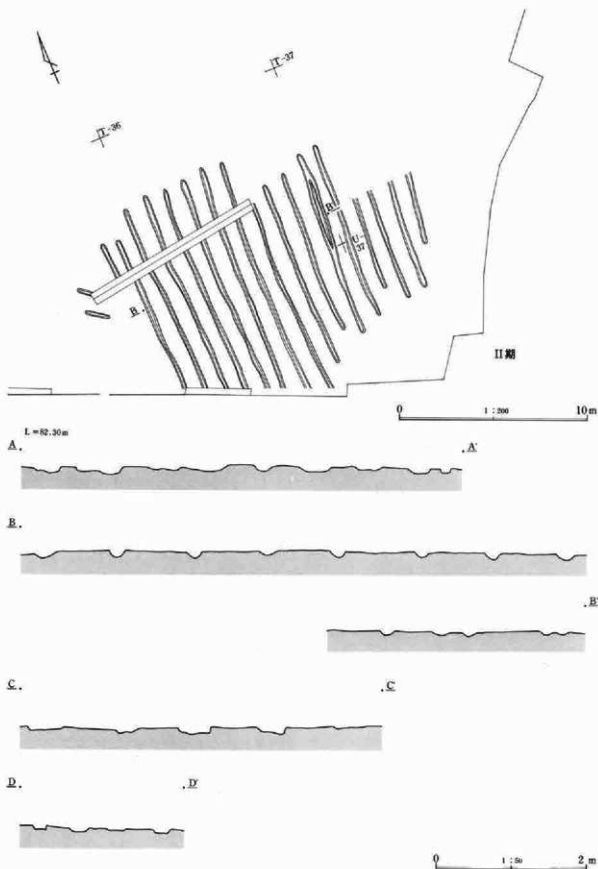 T-37
T-36
B'
U-37
B
II期
0 1:200 10m
L=82.30m
A A'
B
B'
C C'
D D'
0 1:50 2m